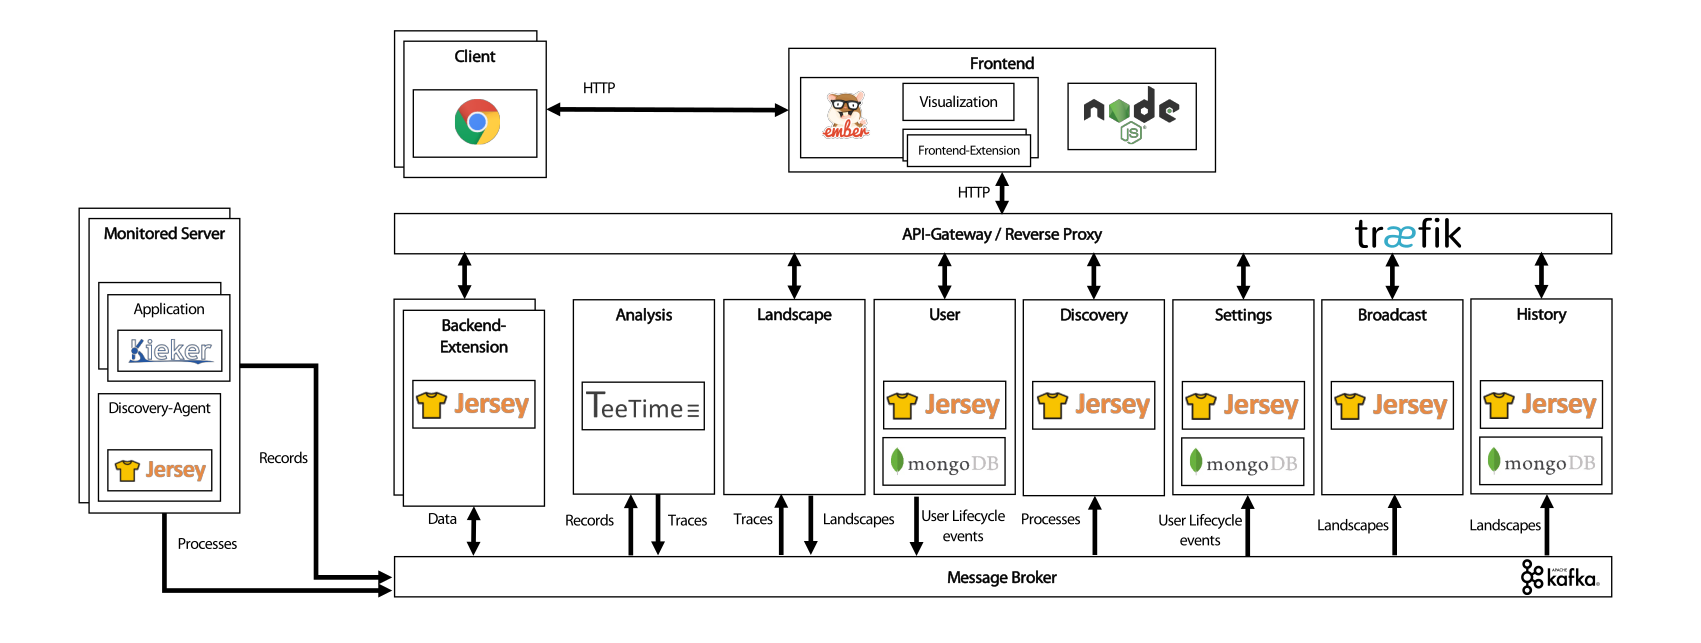 Client
HTTP
Frontend
ember
Visualization
Frontend-Extension
node
JS
HTTP
API-Gateway / Reverse Proxy
træfik
Monitored Server
Application
Kieker
Discovery-Agent
Jersey
Records
Processes
Backend-
Extension
Jersey
Analysis
TeeTime
Landscape
User
Jersey
mongoDB
Discovery
Jersey
Settings
Jersey
mongoDB
Broadcast
Jersey
History
Jersey
mongoDB
Data
Records
Traces
Traces
Landscapes
User Lifecycle
events
Processes
User Lifecycle
events
Landscapes
Landscapes
Message Broker
APACHE
kafka